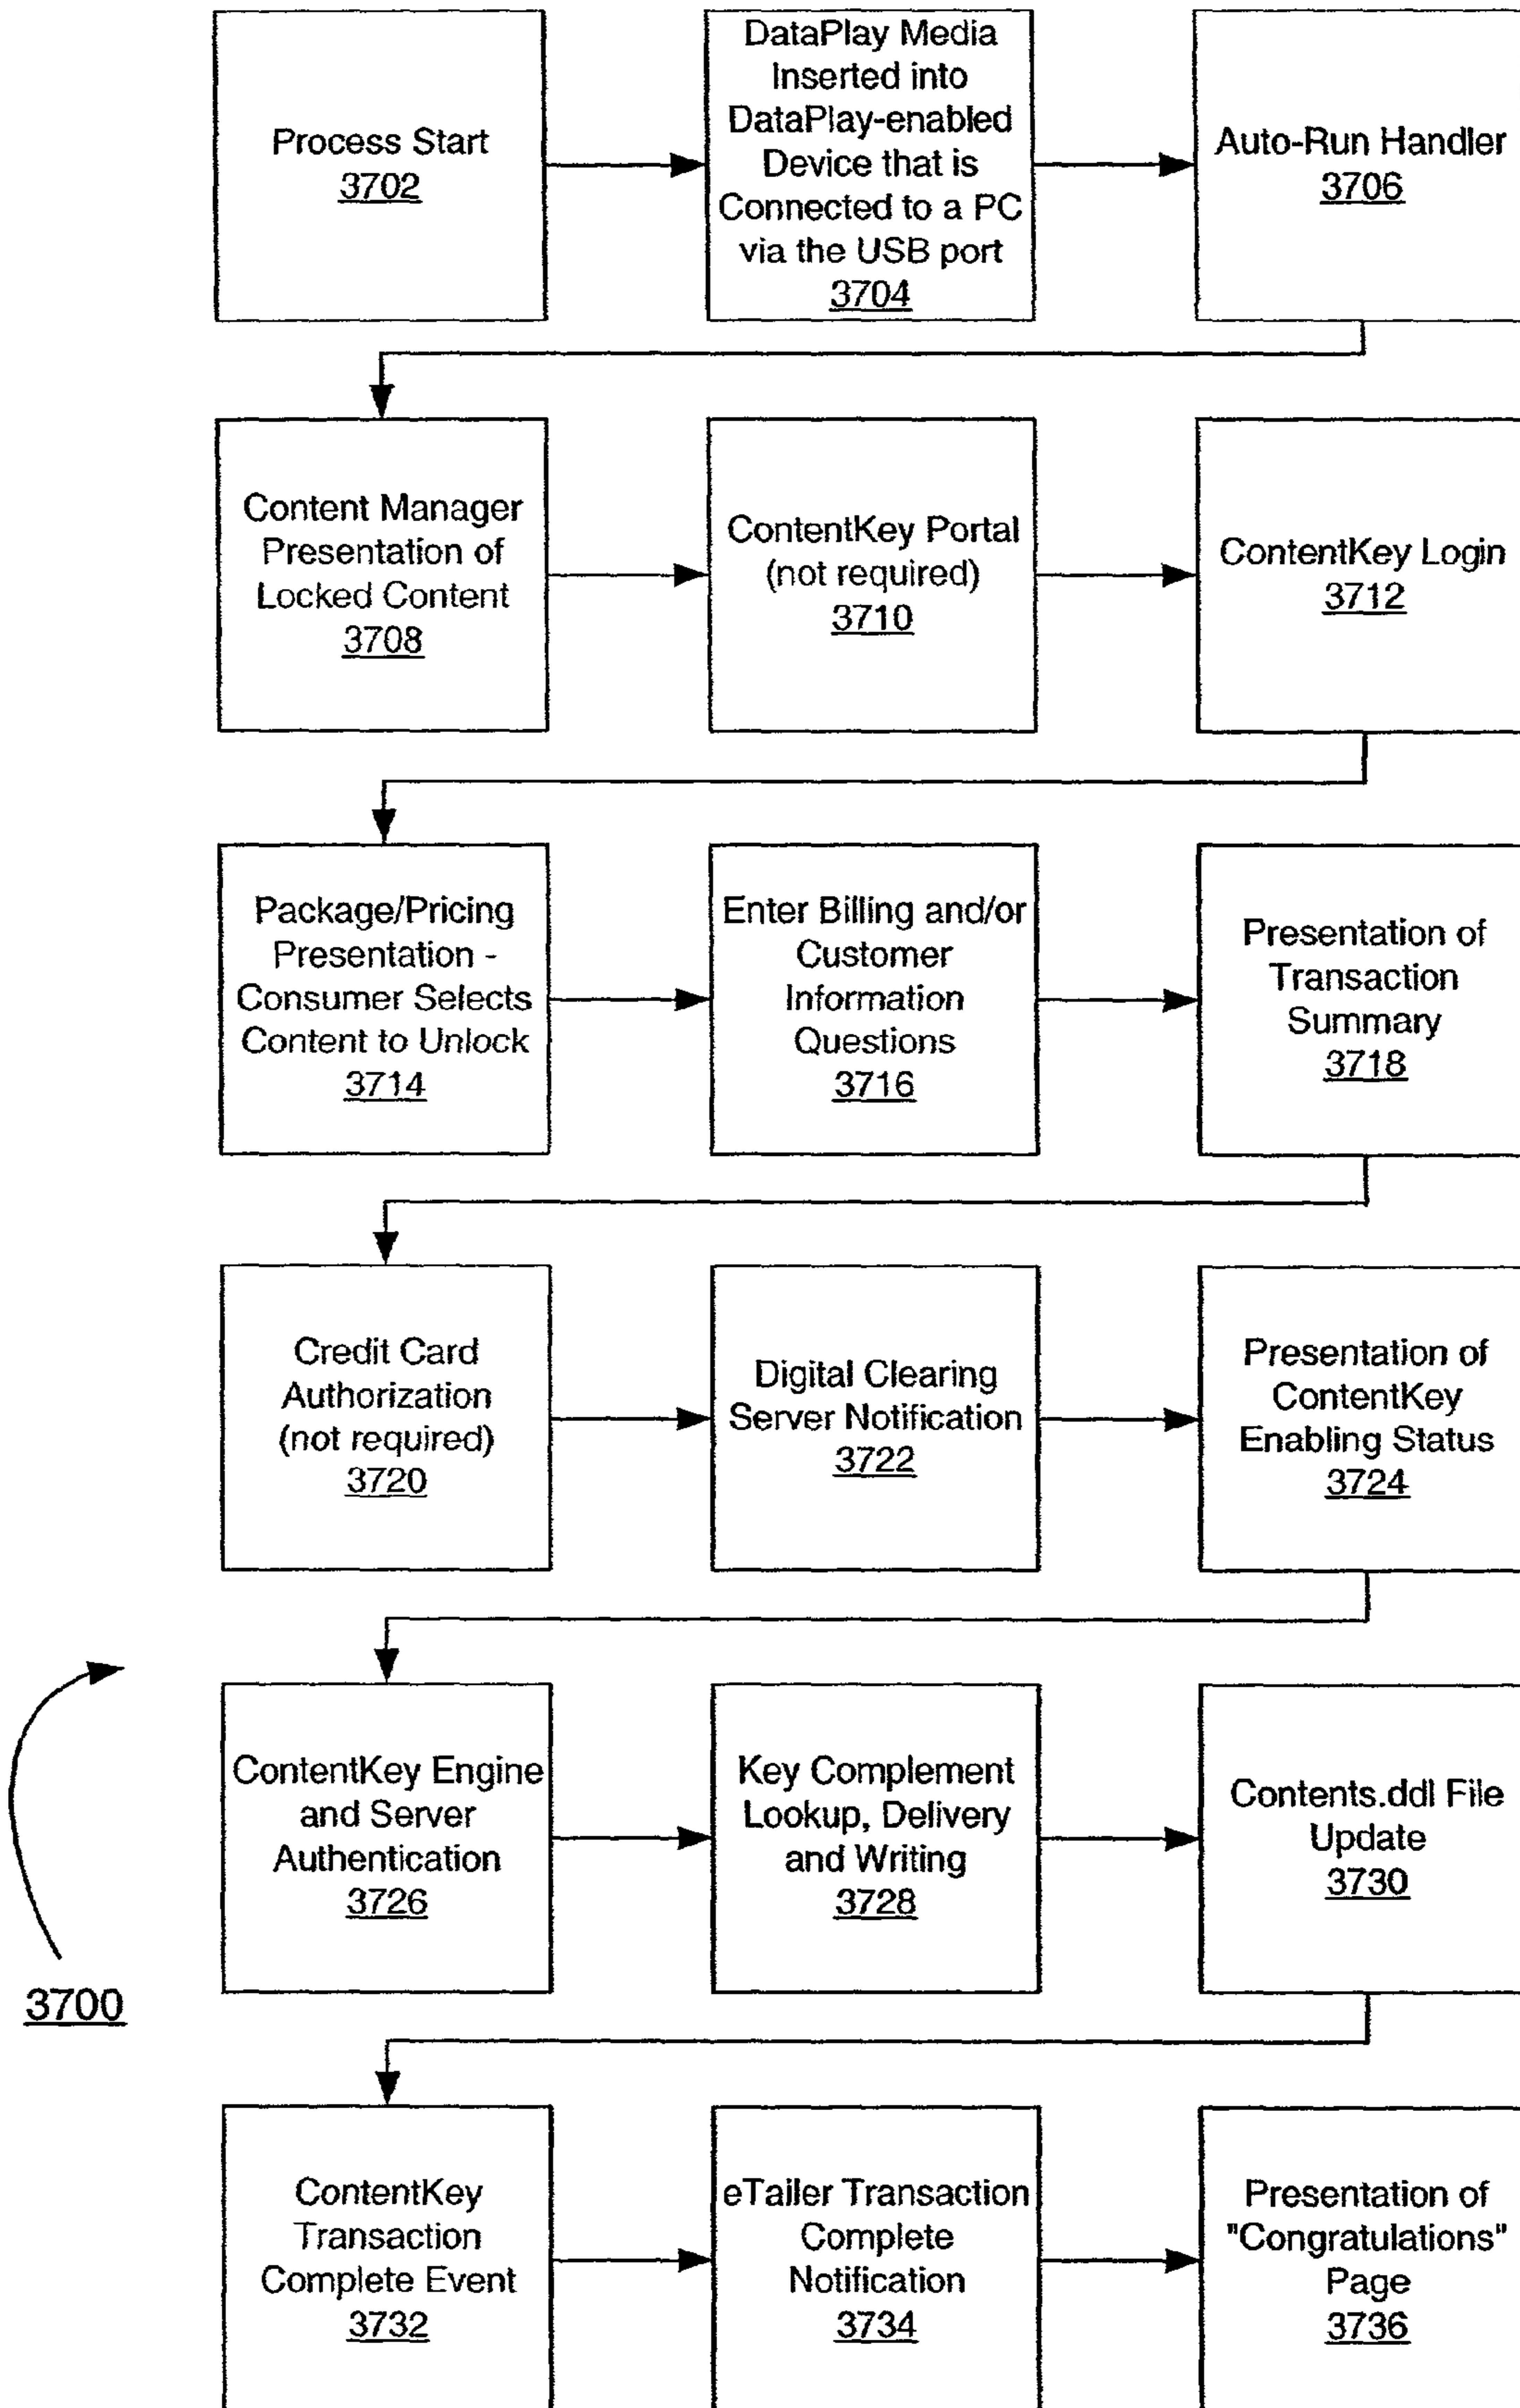 Process Start
3702
DataPlay Media
Inserted into
DataPlay-enabled
Device that is
Connected to a PC
via the USB port
3704
Auto-Run Handler
3706
Content Manager
Presentation of
Locked Content
3708
ContentKey Portal
(not required)
3710
ContentKey Login
3712
Package/Pricing
Presentation -
Consumer Selects
Content to Unlock
3714
Enter Billing and/or
Customer
Information
Questions
3716
Presentation of
Transaction
Summary
3718
Credit Card
Authorization
(not required)
3720
Digital Clearing
Server Notification
3722
Presentation of
ContentKey
Enabling Status
3724
ContentKey Engine
and Server
Authentication
3726
Key Complement
Lookup, Delivery
and Writing
3728
Contents.ddl File
Update
3730
3700
ContentKey
Transaction
Complete Event
3732
eTailer Transaction
Complete
Notification
3734
Presentation of
"Congratulations"
Page
3736